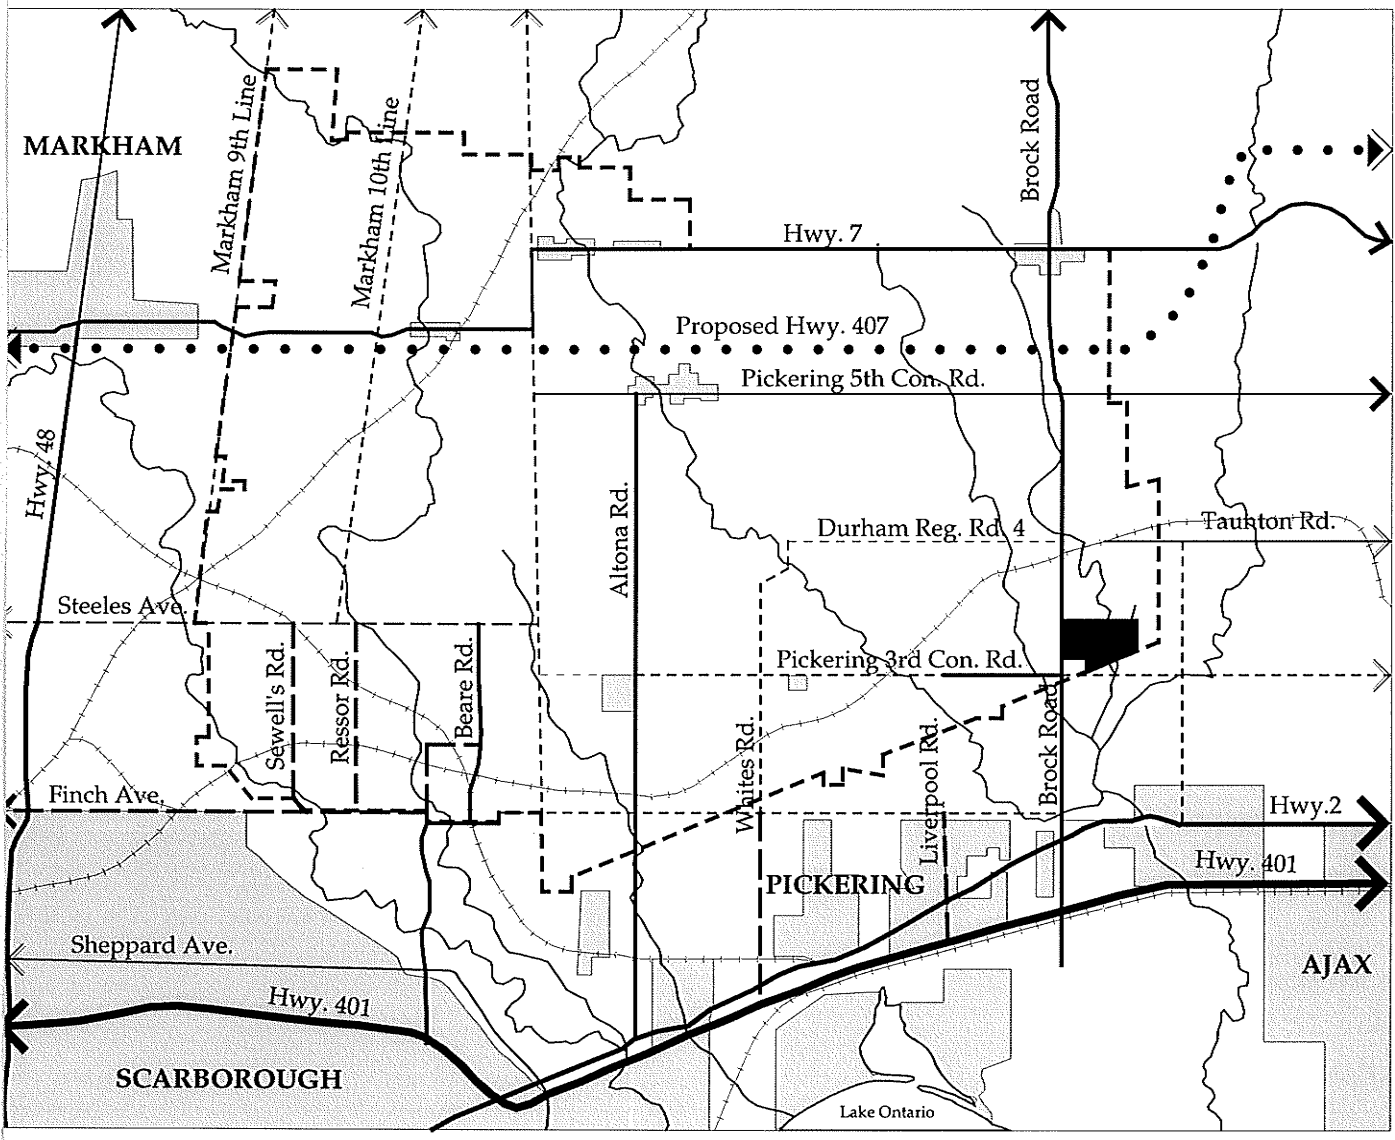 MARKHAM
Markham 9th Line
Markham 10th Line
Brock Road
Hwy. 7
Proposed Hwy. 407
Pickering 5th Con. Rd.
Hwy. 48
Altona Rd.
Durham Reg. Rd. 4
Taunton Rd.
Steeles Ave.
Sewell's Rd.
Ressor Rd.
Beare Rd.
Pickering 3rd Con. Rd.
Whites Rd.
Liverpool Rd.
Brock Road
Finch Ave.
Hwy.2
Hwy. 401
PICKERING
Sheppard Ave.
AJAX
Hwy. 401
SCARBOROUGH
Lake Ontario